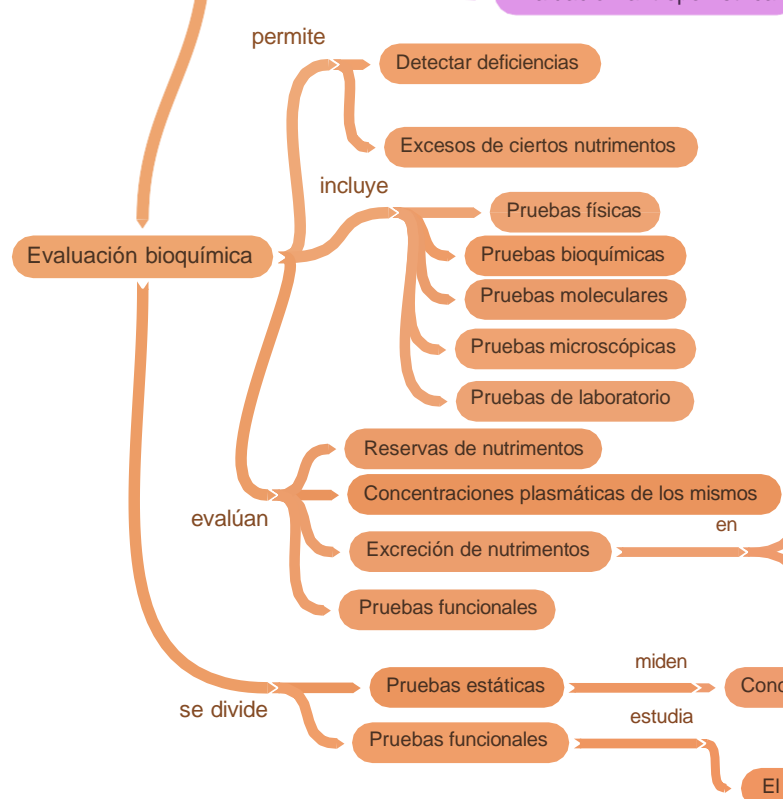 permite
Detectar deficiencias
Excesos de ciertos nutrimentos
incluye
Pruebas físicas
Evaluación bioquímica
Pruebas bioquímicas
Pruebas moleculares
Pruebas microscópicas
Pruebas de laboratorio
Reservas de nutrimentos
Concentraciones plasmáticas de los mismos
evalúan
en
Excreción de nutrimentos
Pruebas funcionales
miden
Pruebas estáticas
se divide
estudia
Pruebas funcionales
El